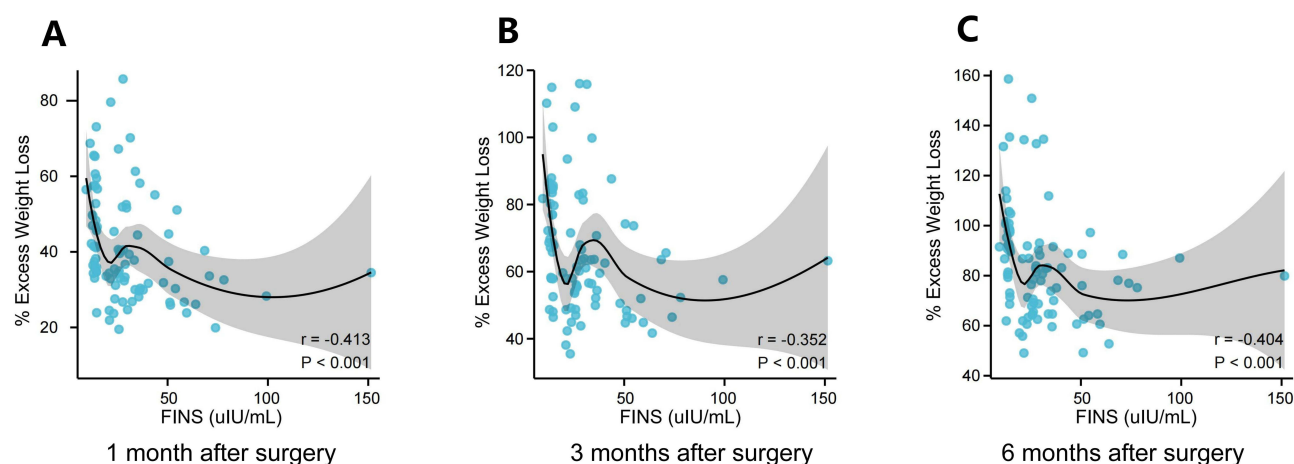 A
% Excess Weight Loss
80
60
40
20
r = -0.413
P < 0.001
50
100
150
FINS (uIU/mL)
1 month after surgery
B
% Excess Weight Loss
120
100
80
60
40
r = -0.352
P < 0.001
50
100
150
FINS (uIU/mL)
3 months after surgery
C
% Excess Weight Loss
160
140
120
100
80
60
40
r = -0.404
P < 0.001
50
100
150
FINS (uIU/mL)
6 months after surgery